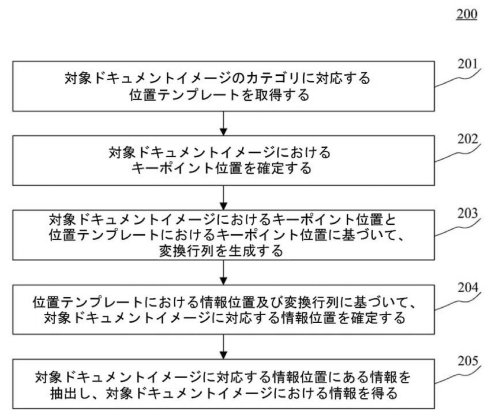 200
201
対象ドキュメントイメージのカテゴリに対応する
位置テンプレートを取得する
202
対象ドキュメントイメージにおける
キーポイント位置を確定する
203
対象ドキュメントイメージにおけるキーポイント位置と
位置テンプレートにおけるキーポイント位置に基づいて、
変換行列を生成する
204
位置テンプレートにおける情報位置及び変換行列に基づいて、
対象ドキュメントイメージに対応する情報位置を確定する
205
対象ドキュメントイメージに対応する情報位置にある情報を
抽出し、対象ドキュメントイメージにおける情報を得る